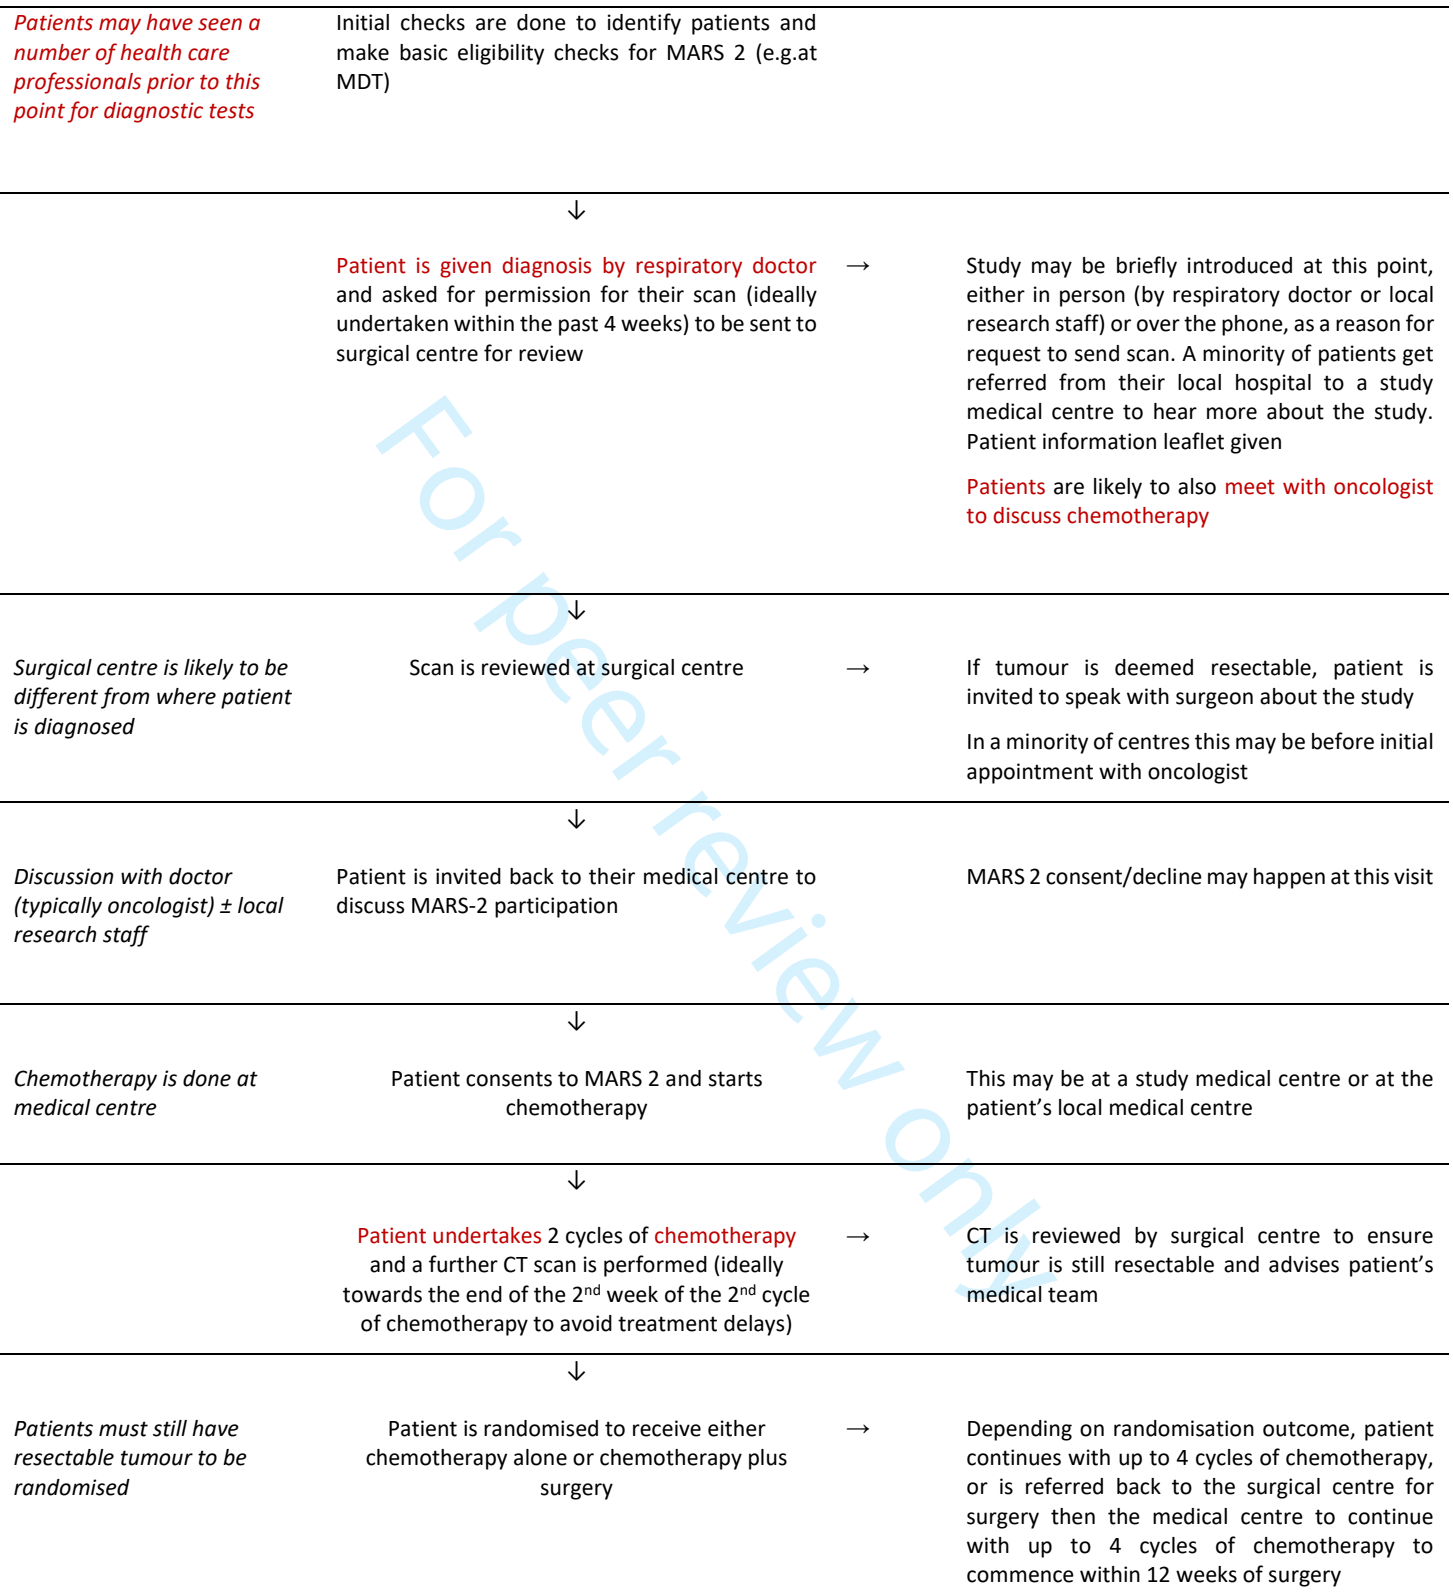 Patients may have seen a
number of health care
professionals prior to this
point for diagnostic tests
Initial checks are done to identify patients and
make basic eligibility checks for MARS 2 (e.g.at
MDT)
↓
Patient is given diagnosis by respiratory doctor
and asked for permission for their scan (ideally
undertaken within the past 4 weeks) to be sent to
surgical centre for review
→
Study may be briefly introduced at this point,
either in person (by respiratory doctor or local
research staff) or over the phone, as a reason for
request to send scan. A minority of patients get
referred from their local hospital to a study
medical centre to hear more about the study.
Patient information leaflet given
Patients are likely to also meet with oncologist
to discuss chemotherapy
↓
Surgical centre is likely to be
different from where patient
is diagnosed
Scan is reviewed at surgical centre
→
If tumour is deemed resectable, patient is
invited to speak with surgeon about the study
In a minority of centres this may be before initial
appointment with oncologist
↓
Discussion with doctor
(typically oncologist) ± local
research staff
Patient is invited back to their medical centre to
discuss MARS-2 participation
MARS 2 consent/decline may happen at this visit
↓
Chemotherapy is done at
medical centre
Patient consents to MARS 2 and starts
chemotherapy
This may be at a study medical centre or at the
patient's local medical centre
↓
Patient undertakes 2 cycles of chemotherapy
and a further CT scan is performed (ideally
towards the end of the 2nd week of the 2nd cycle
of chemotherapy to avoid treatment delays)
→
CT is reviewed by surgical centre to ensure
tumour is still resectable and advises patient's
medical team
↓
Patients must still have
resectable tumour to be
randomised
Patient is randomised to receive either
chemotherapy alone or chemotherapy plus
surgery
→
Depending on randomisation outcome, patient
continues with up to 4 cycles of chemotherapy,
or is referred back to the surgical centre for
surgery then the medical centre to continue
with up to 4 cycles of chemotherapy to
commence within 12 weeks of surgery
For peer review only